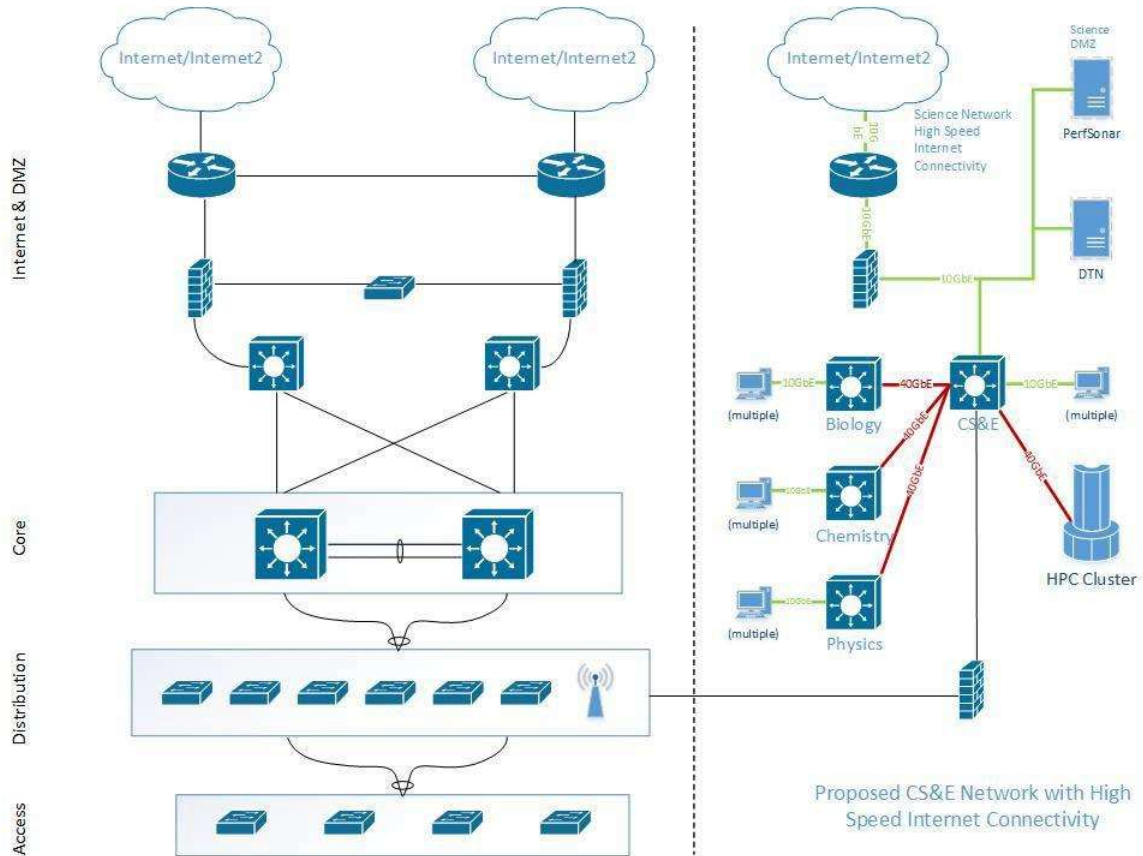 Internet/Internet2
Internet/Internet2
Internet/Internet2
Science
DMZ
PerfSonar
10G
bE
Science Network
High Speed
Internet
Connectivity
Internet & DMZ
10GbE
DTN
10GbE
10GbE
40GbE
10GbE
(multiple)
Biology
CS&E
(multiple)
40GbE
40GbE
40GbE
10GbE
(multiple)
Chemistry
HPC Cluster
Core
10GbE
(multiple)
Physics
Distribution
Access
Proposed CS&E Network with High
Speed Internet Connectivity